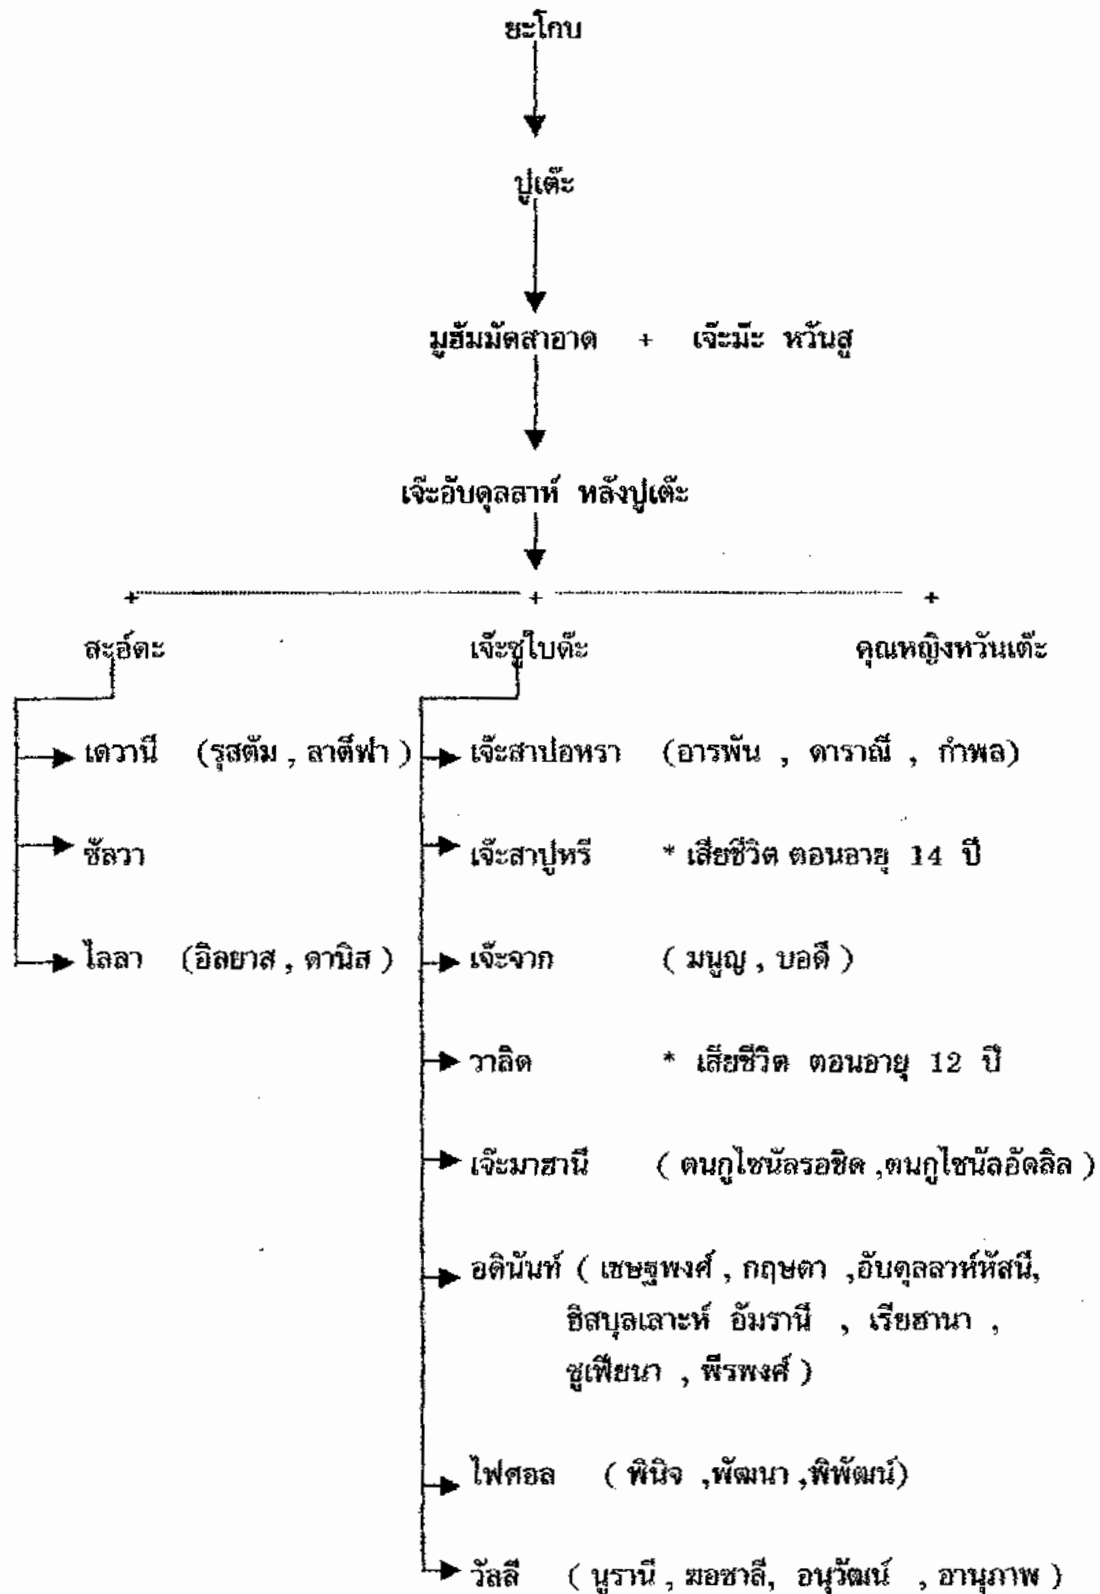 ยะโกบ
ปูเต๊ะ
มูฮัมมัดสาอาด + เจ๊ะมีะ หวันสู
เจ๊ะอับดุลลาห์ หลังปูเต๊ะ
+ + +
สะอ์ดะ เจ๊ะซูไบด๊ะ คุณหญิงหวันเต๊ะ
เดวานี (รุสตัม , ลาตีฟา) เจ๊ะสาปอหรา (อารพัน , ดาราณี , กำพล)
ซัลวา เจ๊ะสาปูหรี * เสียชีวิต ตอนอายุ 14 ปี
ไลลา (อิลยาส , ดานิส ) เจ๊ะจาก ( มนูญ , บอดี )
วาลิด * เสียชีวิต ตอนอายุ 12 ปี
เจ๊ะมาฮานี ( ตนกูไซนัลรอชิด ,ตนกูไซนัลอัดลิล )
อดินันท์ ( เชษฐพงศ์ , กฤษดา ,อับดุลลาห์หัสนี,
ฮิสบุลเลาะห์ อัมรานี , เรียฮานา ,
ซูเฟียนา , พีรพงศ์ )
ไฟศอล ( พินิจ ,พัฒนา ,พิพัฒน์)
วัลลี ( นูรานี , ฆอซาลี, อนุวัฒน์ , อานุภาพ )